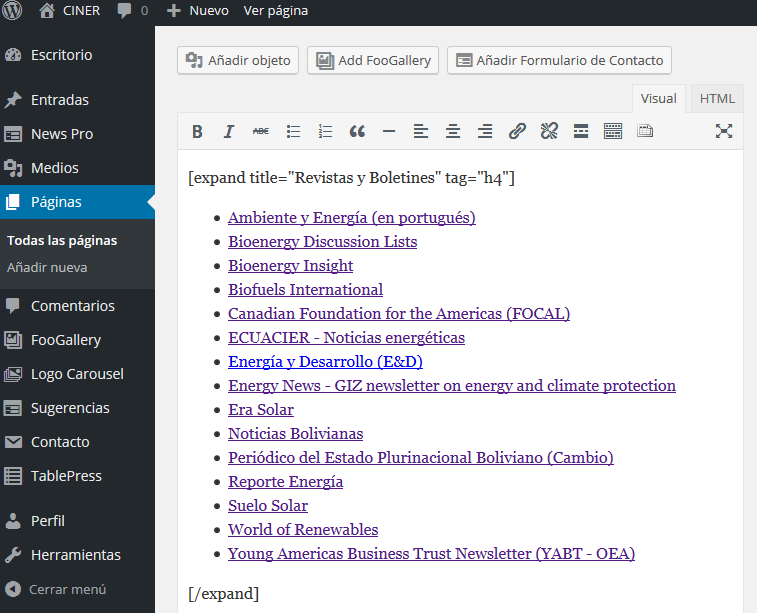 CINER 0 Nuevo Ver página
Escritorio
Entradas
News Pro
Medios
Páginas
Todas las páginas
Añadir nueva
Comentarios
FooGallery
Logo Carousel
Sugerencias
Contacto
TablePress
Perfil
Herramientas
Cerrar menú
Añadir objeto Add FooGallery Añadir Formulario de Contacto
Visual HTML
B I ABC
[expand title="Revistas y Boletines" tag="h4"]
Ambiente y Energía (en portugués)
Bioenergy Discussion Lists
Bioenergy Insight
Biofuels International
Canadian Foundation for the Americas (FOCAL)
ECUACIER - Noticias energéticas
Energía y Desarrollo (E&D)
Energy News - GIZ newsletter on energy and climate protection
Era Solar
Noticias Bolivianas
Periódico del Estado Plurinacional Boliviano (Cambio)
Reporte Energía
Suelo Solar
World of Renewables
Young Americas Business Trust Newsletter (YABT - OEA)
[/expand]